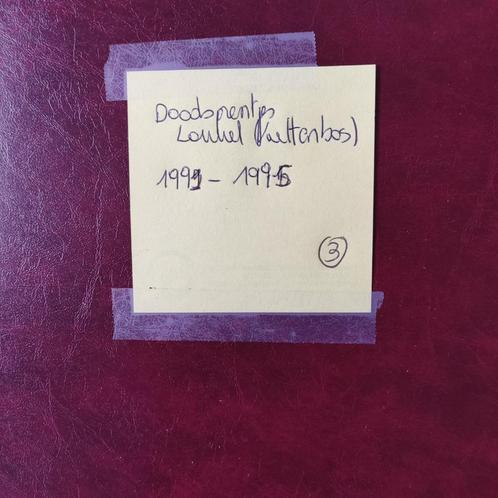 Doodsprentjes
Lommel (Kattenbos)
1991 - 1995
3